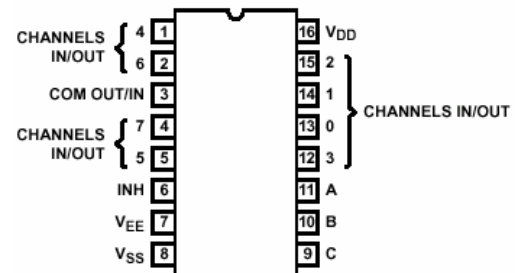 CHANNELS IN/OUT
4 1
6 2
COM OUT/IN 3
CHANNELS IN/OUT
7 4
5 5
INH 6
VEE 7
VSS 8
16 VDD
15 2
14 1
13 0
12 3
CHANNELS IN/OUT
11 A
10 B
9 C